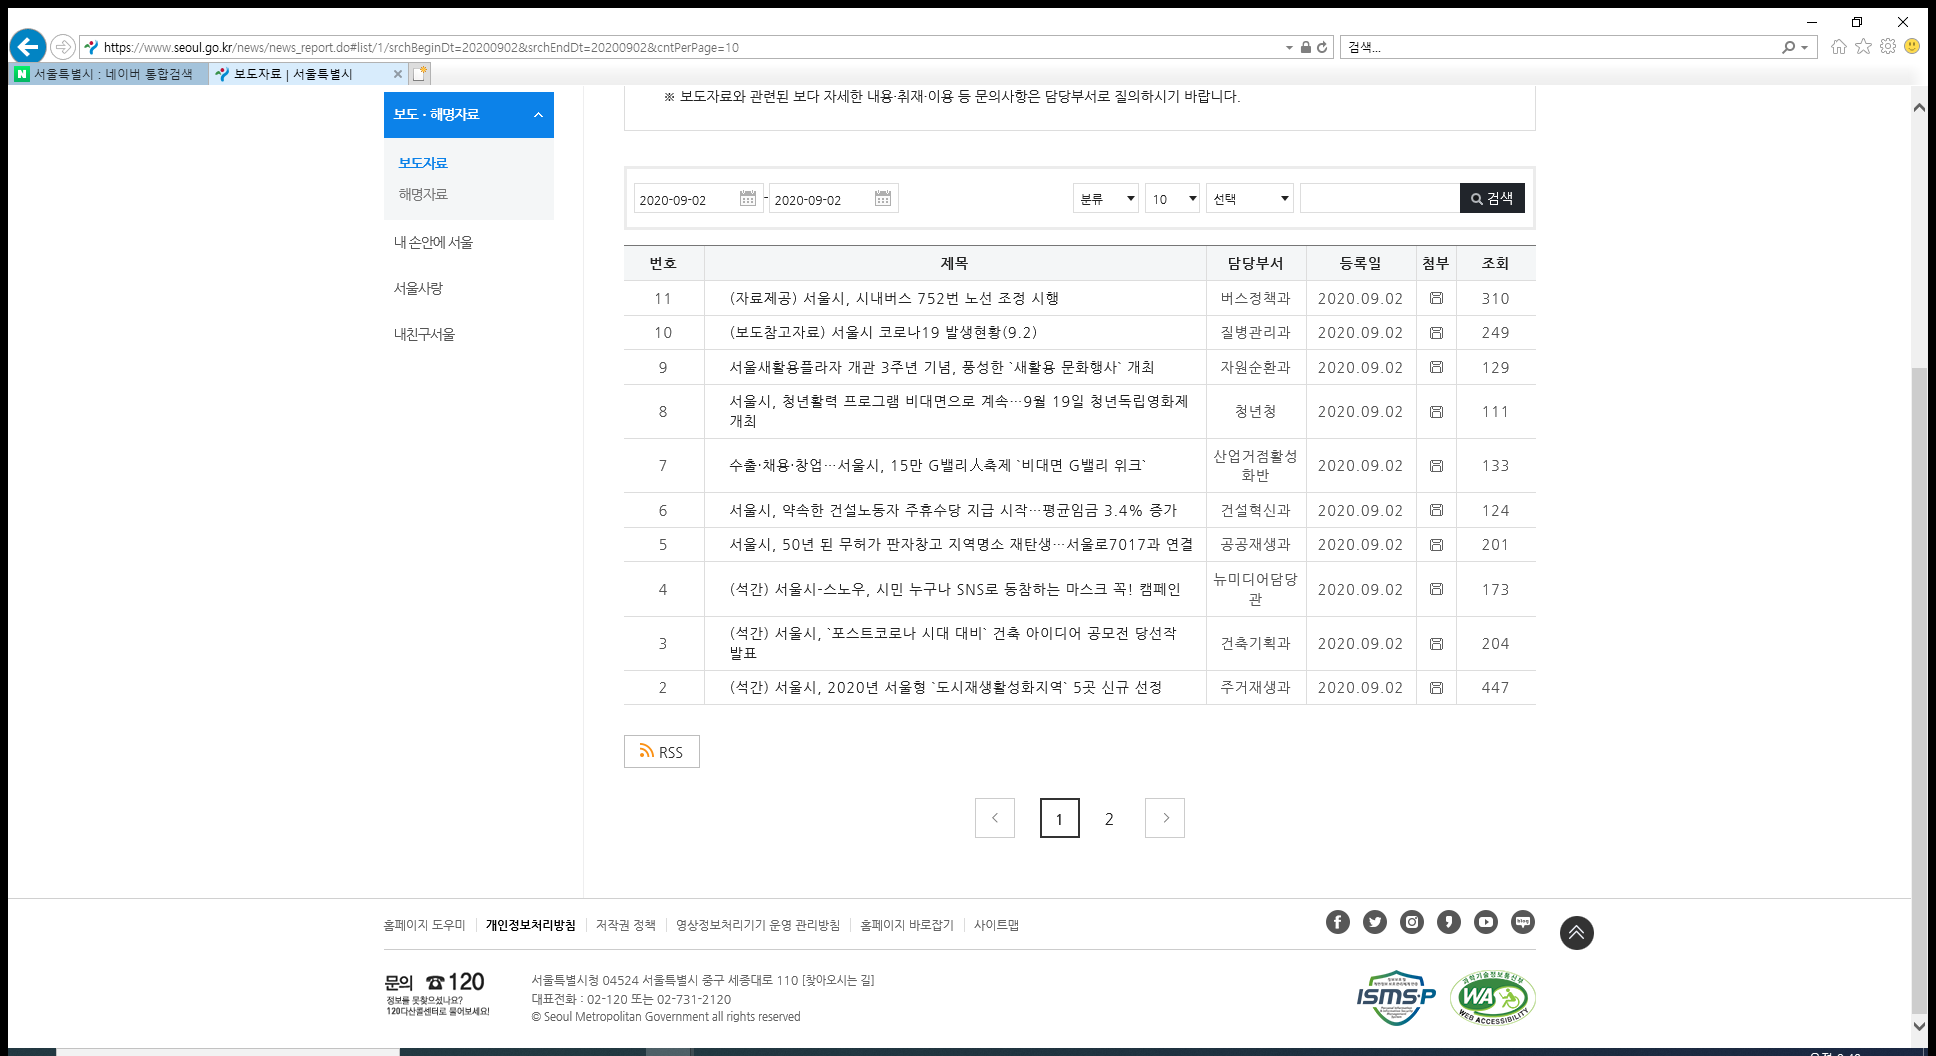 https://www.seoul.go.kr/news/news_report.do#list/1/srchBeginDt=20200902&srchEndDt=20200902&cntPerPage=10
검색...
서울특별시 : 네이버 통합검색
보도자료 | 서울특별시
보도 · 해명자료
보도자료
해명자료
내 손안에 서울
서울사랑
내친구서울
※ 보도자료와 관련된 보다 자세한 내용·취재·이용 등 문의사항은 담당부서로 질의하시기 바랍니다.
2020-09-02 - 2020-09-02 분류 10 선택 검색
번호 제목 담당부서 등록일 첨부 조회
11 (자료제공) 서울시, 시내버스 752번 노선 조정 시행 버스정책과 2020.09.02 310
10 (보도참고자료) 서울시 코로나19 발생현황(9.2) 질병관리과 2020.09.02 249
9 서울새활용플라자 개관 3주년 기념, 풍성한 `새활용 문화행사` 개최 자원순환과 2020.09.02 129
8 서울시, 청년활력 프로그램 비대면으로 계속…9월 19일 청년독립영화제
개최 청년청 2020.09.02 111
7 수출·채용·창업…서울시, 15만 G밸리人축제 `비대면 G밸리 위크` 산업거점활성
화반 2020.09.02 133
6 서울시, 약속한 건설노동자 주휴수당 지급 시작…평균임금 3.4% 증가 건설혁신과 2020.09.02 124
5 서울시, 50년 된 무허가 판자창고 지역명소 재탄생…서울로7017과 연결 공공재생과 2020.09.02 201
4 (석간) 서울시-스노우, 시민 누구나 SNS로 동참하는 마스크 꼭! 캠페인 뉴미디어담당
관 2020.09.02 173
3 (석간) 서울시, `포스트코로나 시대 대비` 건축 아이디어 공모전 당선작
발표 건축기획과 2020.09.02 204
2 (석간) 서울시, 2020년 서울형 `도시재생활성화지역` 5곳 신규 선정 주거재생과 2020.09.02 447
RSS
1 2
홈페이지 도우미 개인정보처리방침 저작권 정책 영상정보처리기기 운영 관리방침 홈페이지 바로잡기 사이트맵
문의 ☎120
정보를 못찾으셨나요?
120다산콜센터로 물어보세요!
서울특별시청 04524 서울특별시 중구 세종대로 110 [찾아오시는 길]
대표전화 : 02-120 또는 02-731-2120
© Seoul Metropolitan Government all rights reserved
ISMS-P
과학기술정보통신부
WA
WEB ACCESSIBILITY